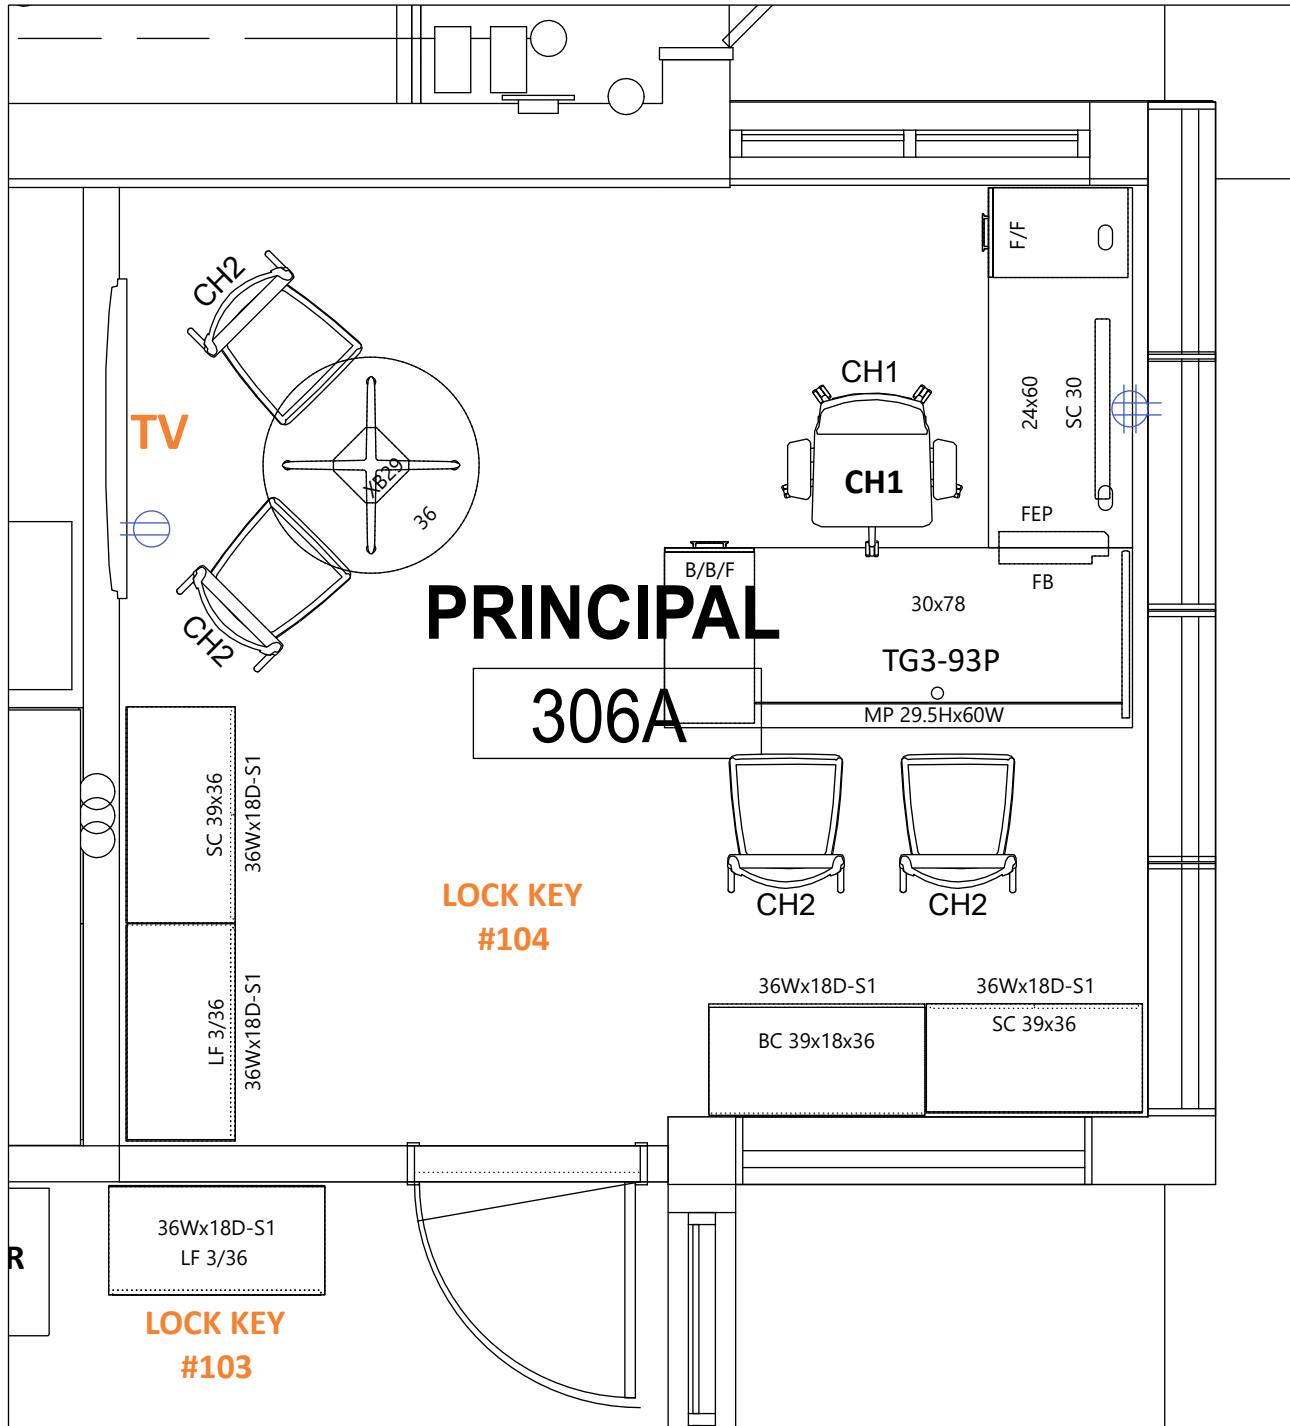 F/F
CH2
CH1
24x60
SC 30
TV
CH1
XB29
36
FEP
B/B/F
FB
PRINCIPAL
30x78
CH2
TG3-93P
306A
MP 29.5Hx60W
SC 39x36
36Wx18D-S1
LOCK KEY
#104
CH2
CH2
LF 3/36
36Wx18D-S1
36Wx18D-S1
36Wx18D-S1
BC 39x18x36
SC 39x36
36Wx18D-S1
LF 3/36
R
LOCK KEY
#103